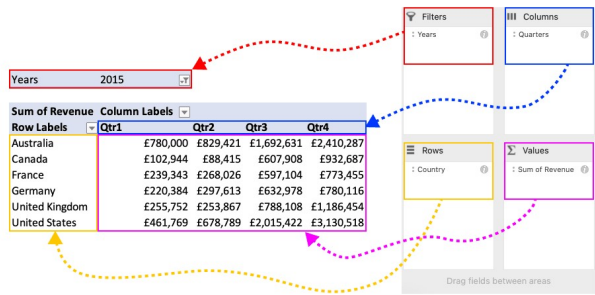 Filters
Columns
: Years
: Quarters
Years 2015
Sum of Revenue Column Labels
Row Labels Qtr1 Qtr2 Qtr3 Qtr4
Australia £780,000 £829,421 £1,692,631 £2,410,287
Canada £102,944 £88,415 £607,908 £932,687
France £239,343 £268,026 £597,104 £773,455
Germany £220,384 £297,613 £632,978 £780,116
United Kingdom £255,752 £253,867 £788,108 £1,186,454
United States £461,769 £678,789 £2,015,422 £3,130,518
Rows
Σ Values
: Country
: Sum of Revenue
Drag fields between areas